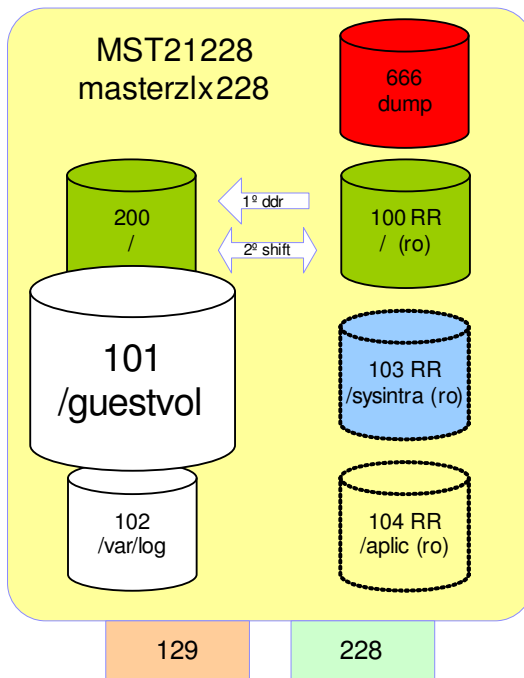 MST21228
masterzlx228
666
dump
200
/
1º ddr
2º shift
100 RR
/ (ro)
101
/guestvol
103 RR
/sysintra (ro)
102
/var/log
104 RR
/aplic (ro)
129
228